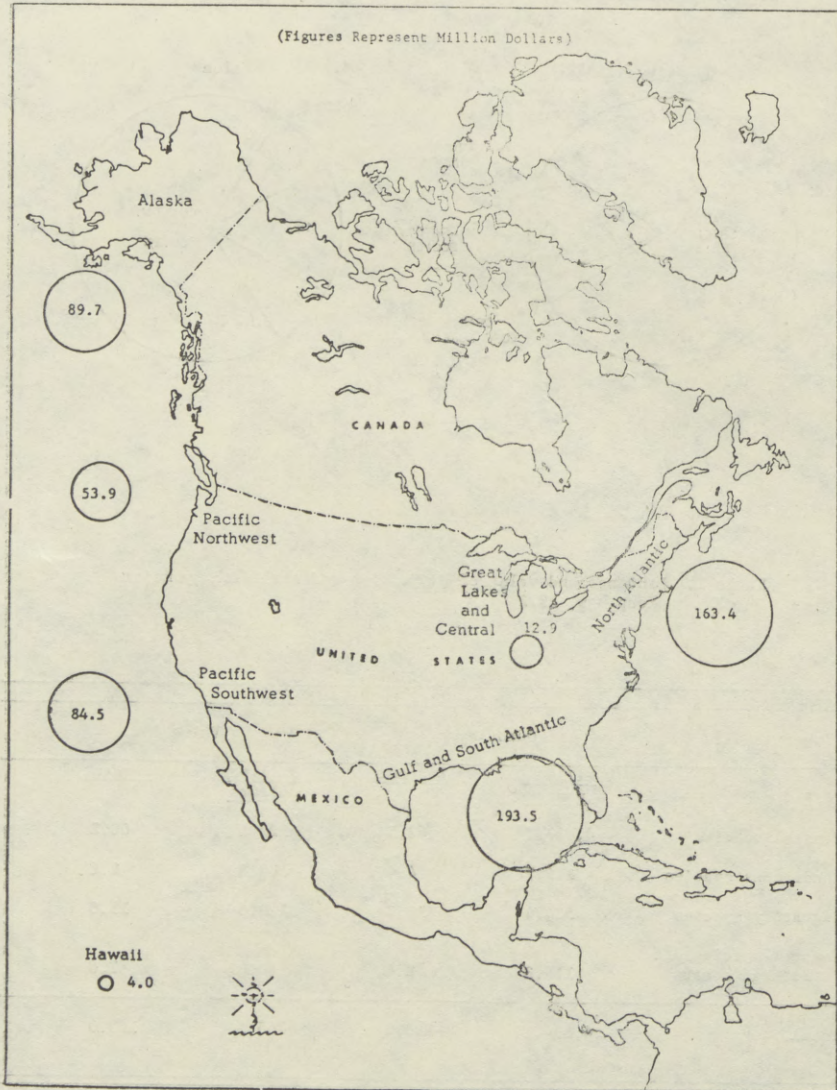 (Figures Represent Million Dollars)
Alaska
89.7
CANADA
53.9
Pacific
Northwest
Great
Lakes
and
Central
12.9
North Atlantic
163.4
UNITED STATES
Pacific
Southwest
84.5
Gulf and South Atlantic
MEXICO
193.5
Hawaii
4.0